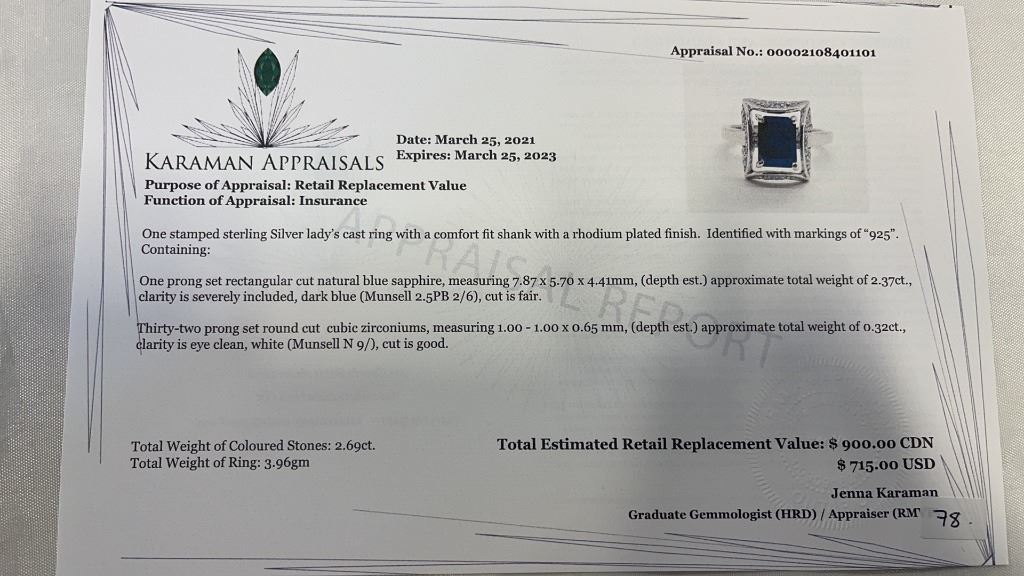 Appraisal No.: 00002108401101
KARAMAN APPRAISALS
Date: March 25, 2021
Expires: March 25, 2023
Purpose of Appraisal: Retail Replacement Value
Function of Appraisal: Insurance
APPRAISAL REPORT
One stamped sterling Silver lady's cast ring with a comfort fit shank with a rhodium plated finish. Identified with markings of "925".
Containing:
One prong set rectangular cut natural blue sapphire, measuring 7.87 x 5.70 x 4.41mm, (depth est.) approximate total weight of 2.37ct.,
clarity is severely included, dark blue (Munsell 2.5PB 2/6), cut is fair.
Thirty-two prong set round cut cubic zirconiums, measuring 1.00 - 1.00 x 0.65 mm, (depth est.) approximate total weight of 0.32ct.,
clarity is eye clean, white (Munsell N 9/), cut is good.
Total Weight of Coloured Stones: 2.69ct.
Total Weight of Ring: 3.96gm
Total Estimated Retail Replacement Value: $ 900.00 CDN
$ 715.00 USD
Jenna Karaman
Graduate Gemmologist (HRD) / Appraiser (RM
78.